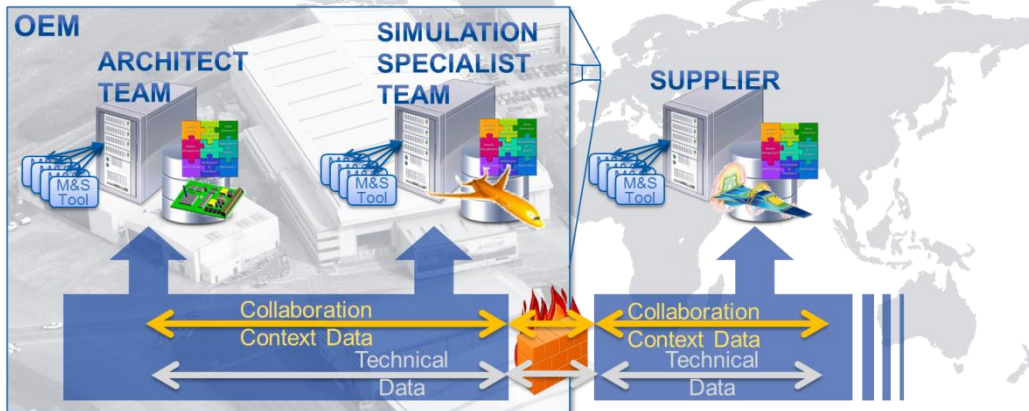 OEM
ARCHITECT
TEAM
SIMULATION
SPECIALIST
TEAM
SUPPLIER
M&S
Tool
M&S
Tool
M&S
Tool
Collaboration
Context Data
Technical
Data
Collaboration
Context Data
Technical
Data